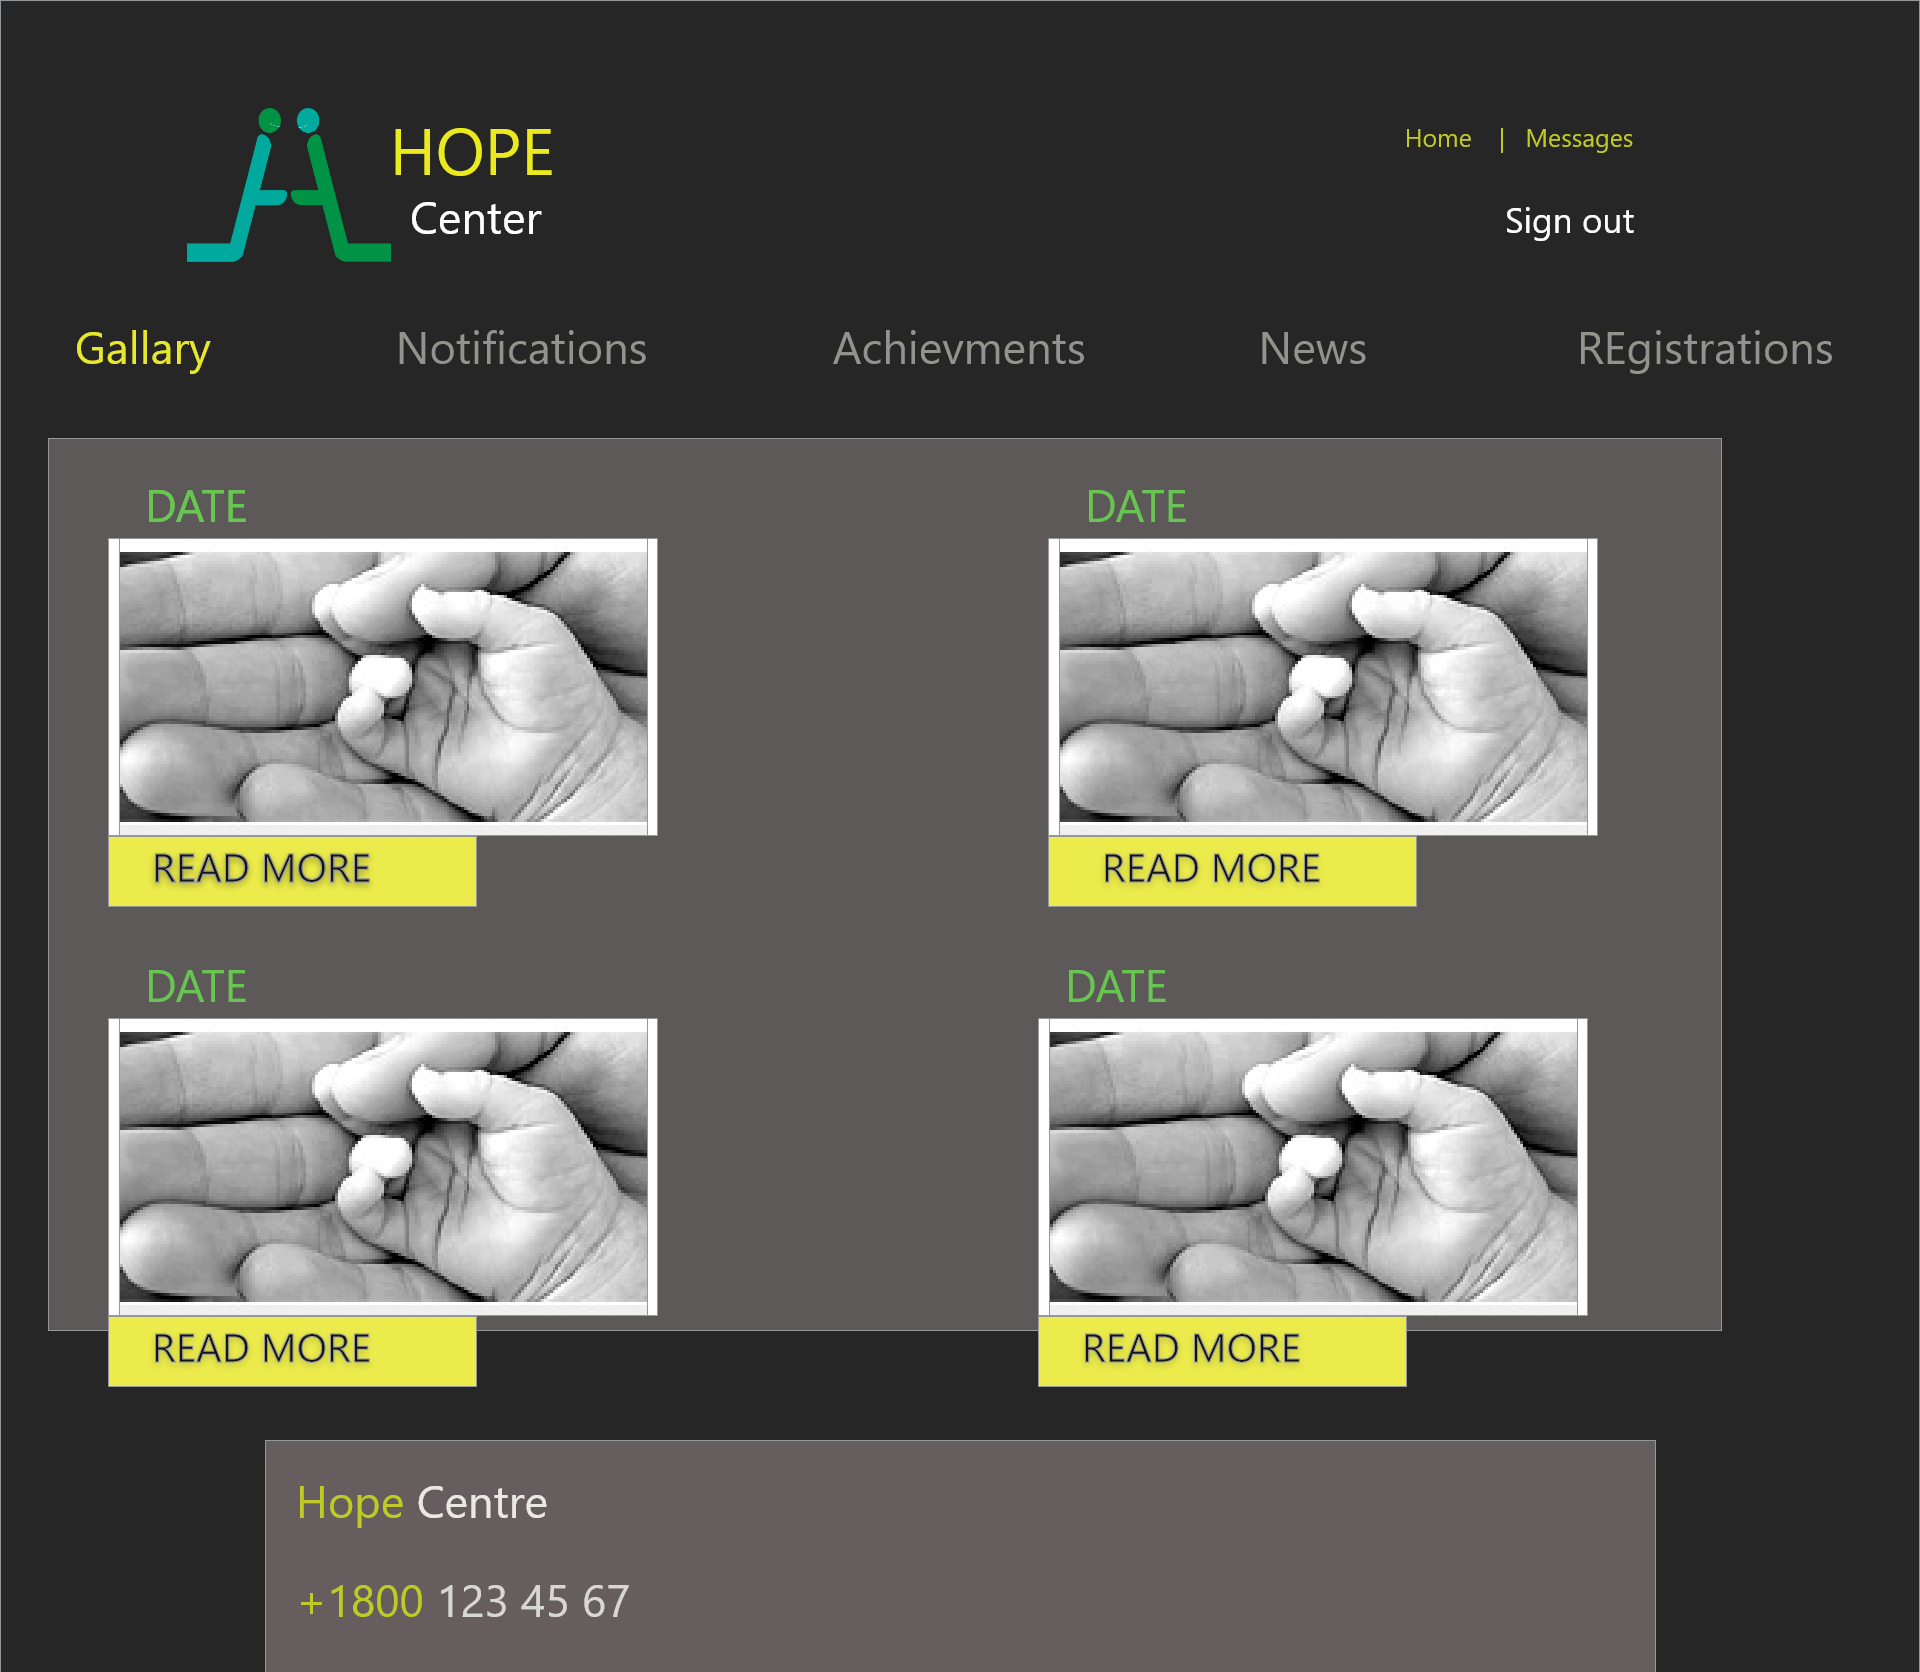 HOPE
Center
Home | Messages
Sign out
Gallary Notifications Achievments News REgistrations
DATE DATE
READ MORE READ MORE
DATE DATE
READ MORE READ MORE
Hope Centre
+1800 123 45 67